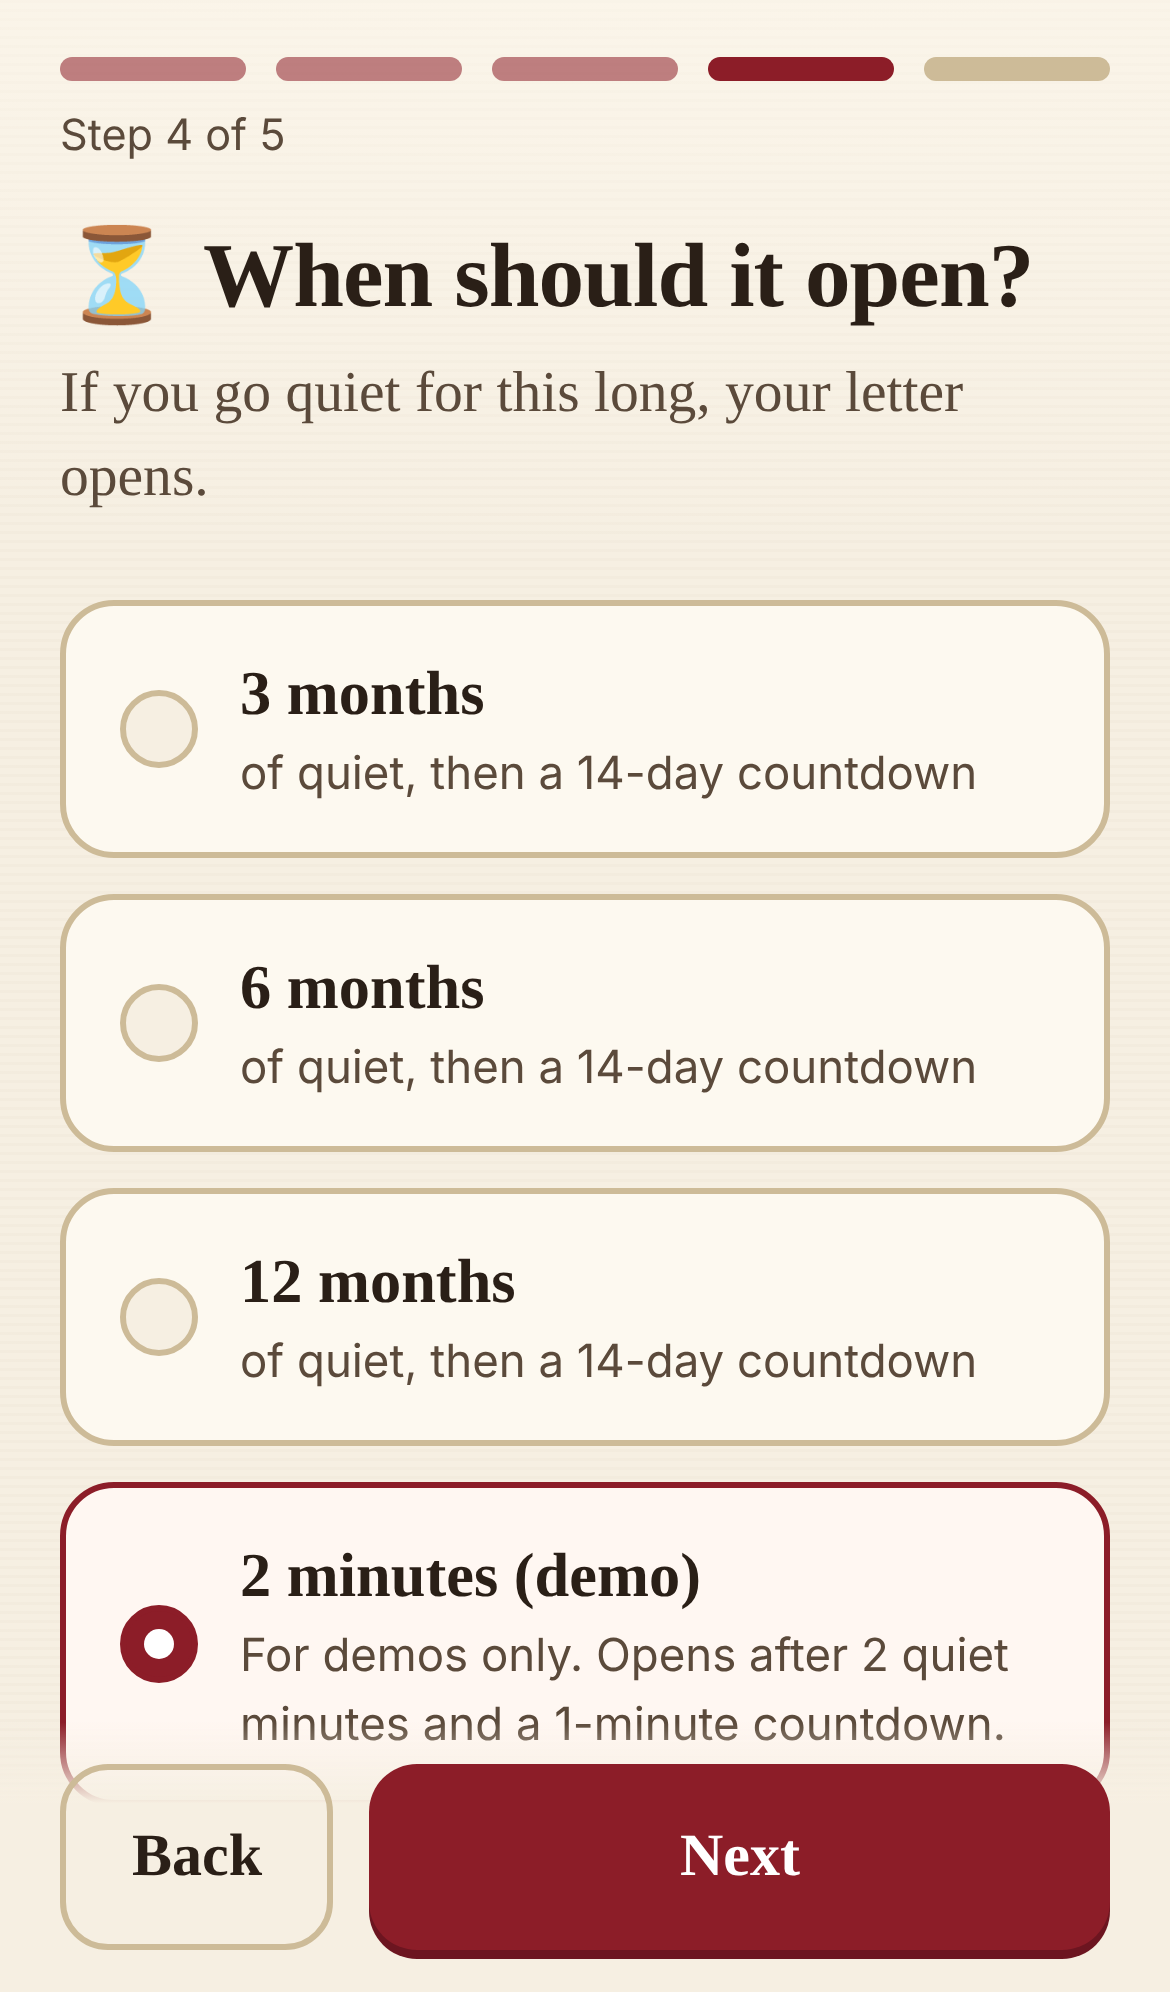 Step 4 of 5
⏳ When should it open?
If you go quiet for this long, your letter
opens.
3 months
of quiet, then a 14-day countdown
6 months
of quiet, then a 14-day countdown
12 months
of quiet, then a 14-day countdown
2 minutes (demo)
For demos only. Opens after 2 quiet
minutes and a 1-minute countdown.
Back
Next